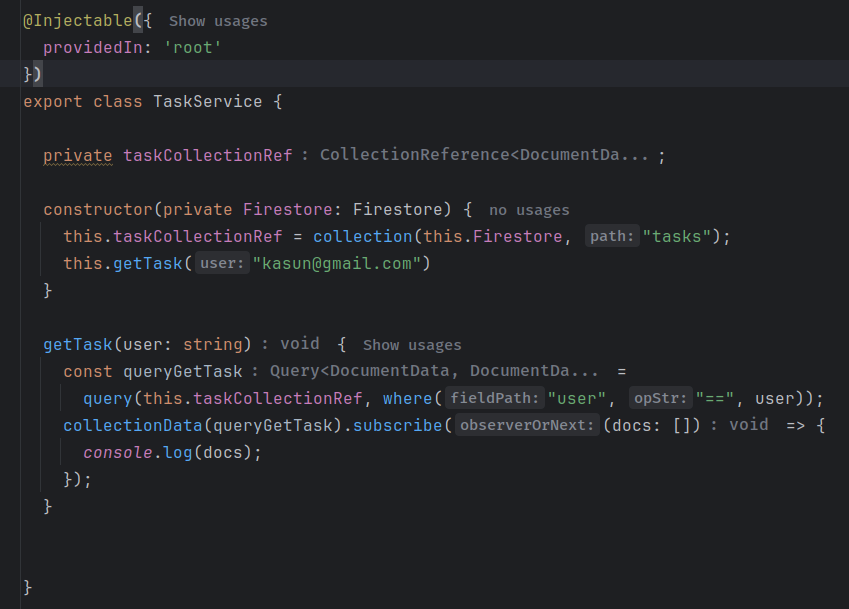 @Injectable({ Show usages
  providedIn: 'root'
})
export class TaskService {
  private taskCollectionRef : CollectionReference<DocumentDa... ;
  constructor(private Firestore: Firestore) { no usages
    this.taskCollectionRef = collection(this.Firestore, path: "tasks");
    this.getTask( user: "kasun@gmail.com")
  }
  getTask(user: string) : void { Show usages
    const queryGetTask : Query<DocumentData, DocumentDa... =
      query(this.taskCollectionRef, where( fieldPath: "user", opStr: "==", user));
    collectionData(queryGetTask).subscribe( observerOrNext: (docs: []) : void => {
      console.log(docs);
    });
  }
}